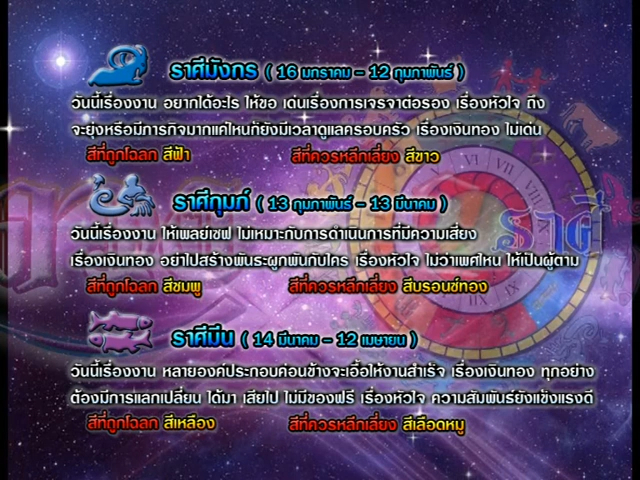 ราศีมังกร ( 16 มกราคม – 12 กุมภาพันธ์ )
วันนี้เรื่องงาน อยากได้อะไร ให้ขอ เด่นเรื่องการเจรจาต่อรอง เรื่องหัวใจ ถึง
จะยุ่งหรือมีภารกิจมากแค่ไหนก็ยังมีเวลาดูแลครอบครัว เรื่องเงินทอง ไม่เด่น
สีที่ถูกโฉลก สีฟ้า สีที่ควรหลีกเลี่ยง สีขาว
ราศีกุมภ์ ( 13 กุมภาพันธ์ – 13 มีนาคม )
วันนี้เรื่องงาน ให้เพลย์เซฟ ไม่เหมาะกับการดำเนินการที่มีความเสี่ยง
เรื่องเงินทอง อย่าไปสร้างพันธะผูกพันกับใคร เรื่องหัวใจ ไม่ว่าเพศไหน ให้เป็นผู้ตาม
สีที่ถูกโฉลก สีชมพู สีที่ควรหลีกเลี่ยง สีบรอนซ์ทอง
ราศี
ราศีมีน ( 14 มีนาคม – 12 เมษายน )
วันนี้เรื่องงาน หลายองค์ประกอบค่อนข้างจะเอื้อให้งานสำเร็จ เรื่องเงินทอง ทุกอย่าง
ต้องมีการแลกเปลี่ยน ได้มา เสียไป ไม่มีของฟรี เรื่องหัวใจ ความสัมพันธ์ยังแข็งแรงดี
สีที่ถูกโฉลก สีเหลือง สีที่ควรหลีกเลี่ยง สีเลือดหมู